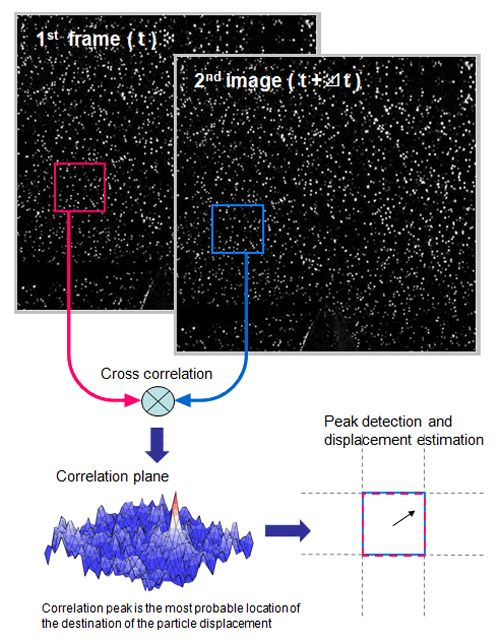 1st frame ( t )
2nd image ( t + ⊿ t )
Cross correlation
Peak detection and
displacement estimation
Correlation plane
Correlation peak is the most probable location of
the destination of the particle displacement